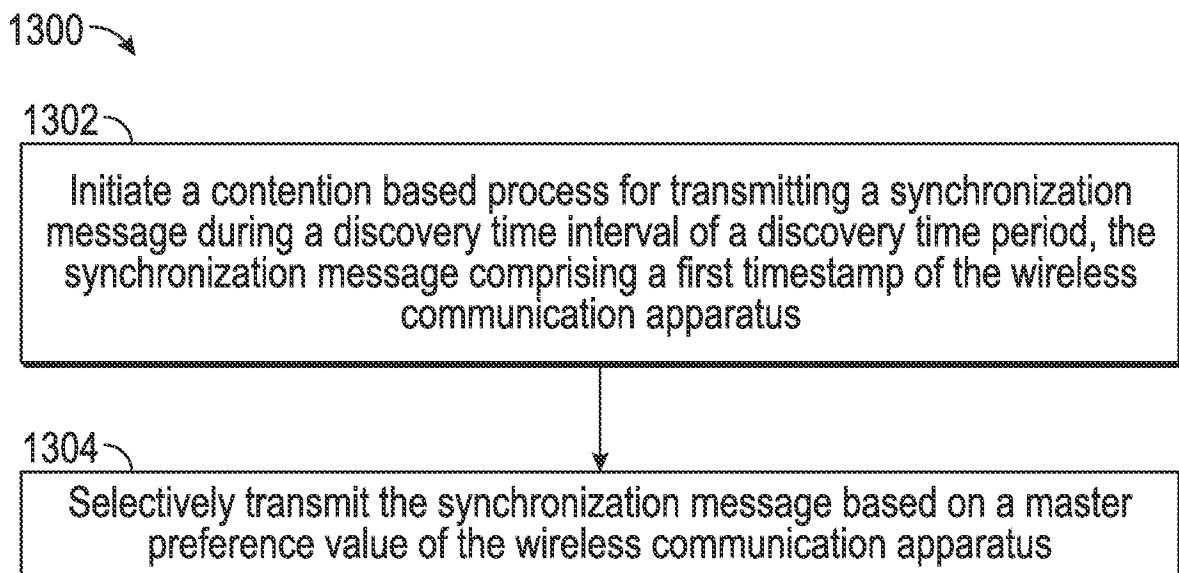 1300
1302
Initiate a contention based process for transmitting a synchronization
message during a discovery time interval of a discovery time period, the
synchronization message comprising a first timestamp of the wireless
communication apparatus
1304
Selectively transmit the synchronization message based on a master
preference value of the wireless communication apparatus